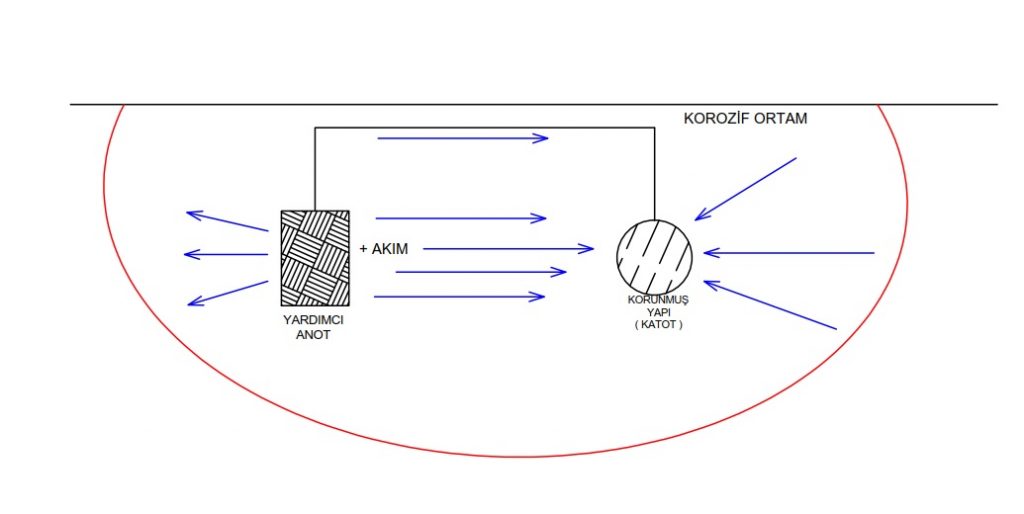 KOROZİF ORTAM
+ AKIM
YARDIMCI
ANOT
KORUNMUŞ
YAPI
( KATOT )